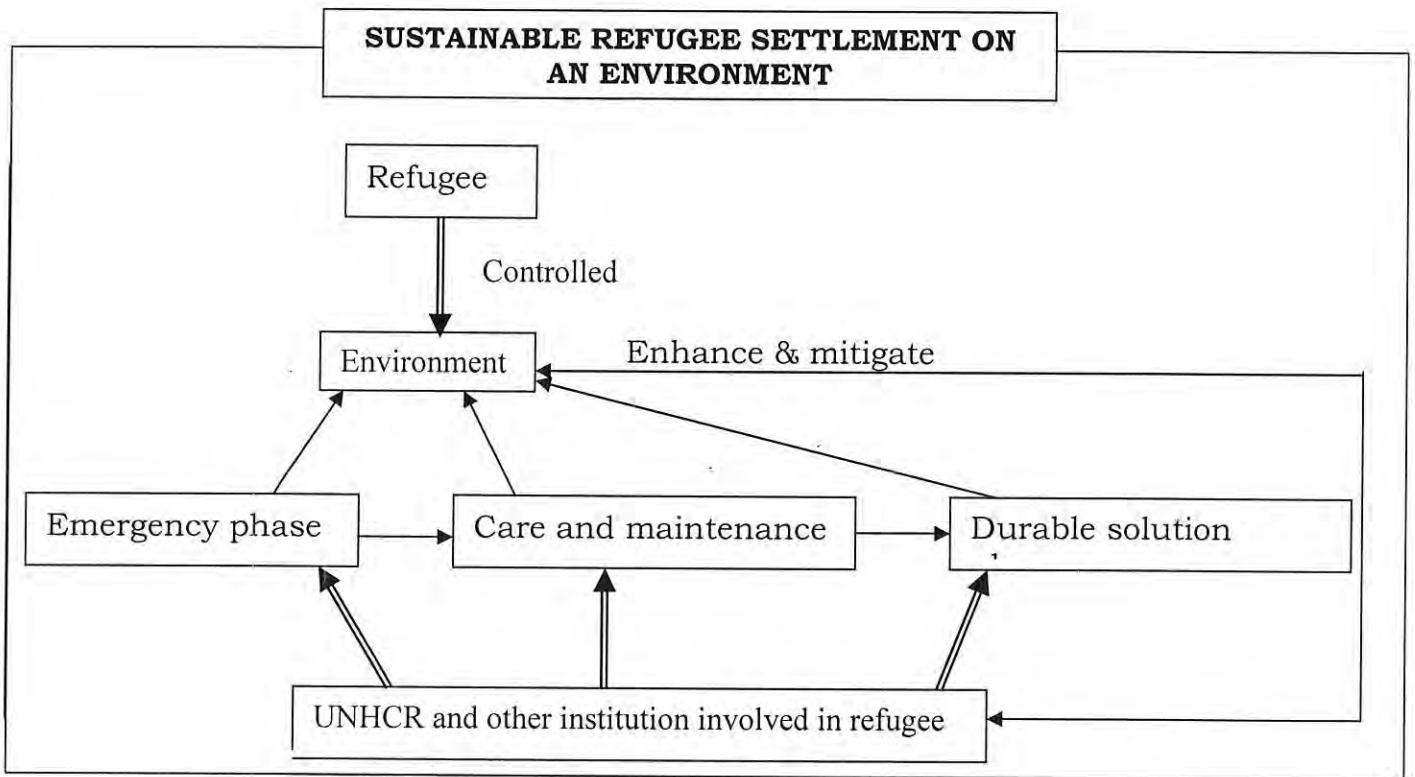 SUSTAINABLE REFUGEE SETTLEMENT ON
AN ENVIRONMENT
Refugee
Controlled
Environment
Enhance & mitigate
Emergency phase
Care and maintenance
Durable solution
UNHCR and other institution involved in refugee